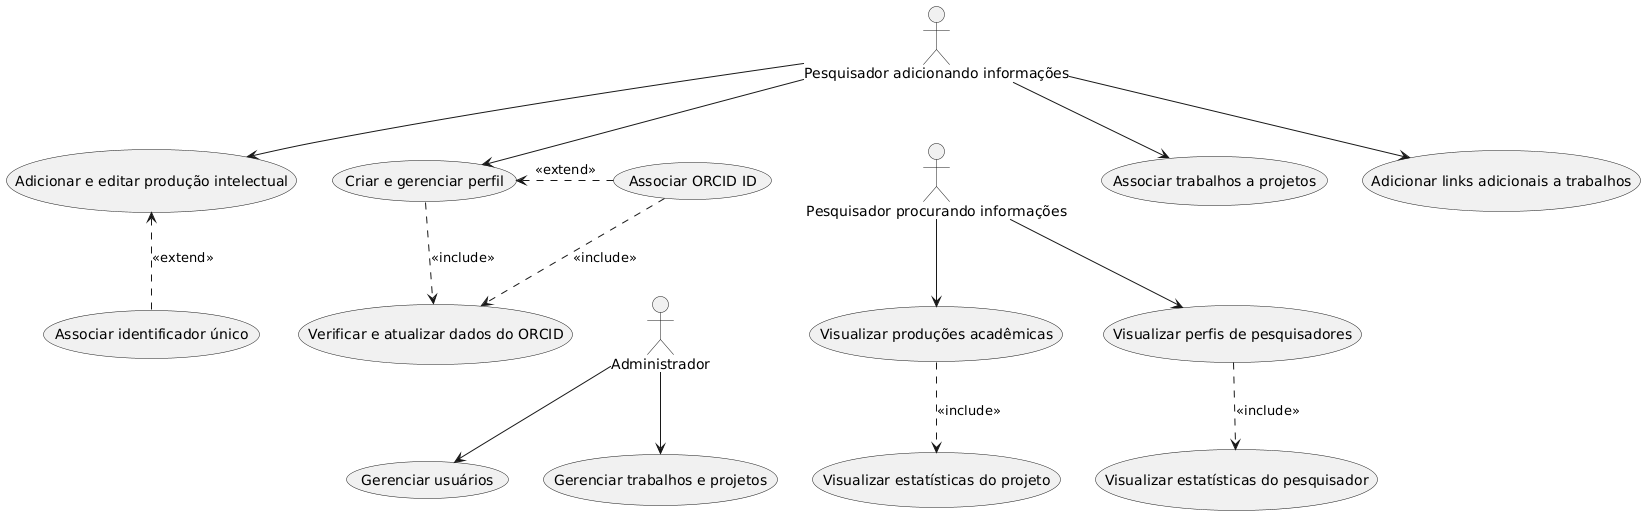 Pesquisador adicionando informações
Adicionar e editar produção intelectual
Criar e gerenciar perfil
«extend»
Associar ORCID ID
Pesquisador procurando informações
Associar trabalhos a projetos
Adicionar links adicionais a trabalhos
«extend»
«include»
«include»
Associar identificador único
Verificar e atualizar dados do ORCID
Administrador
Visualizar produções acadêmicas
Visualizar perfis de pesquisadores
«include»
«include»
Gerenciar usuários
Gerenciar trabalhos e projetos
Visualizar estatísticas do projeto
Visualizar estatísticas do pesquisador